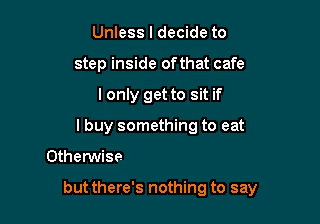 Unless I decide to
step inside of that cafe
I only get to sit if
I buy something to eat
Otherwise
but there's nothing to say